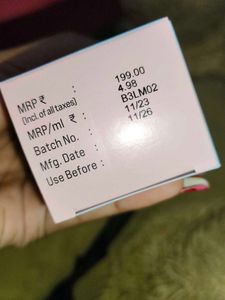 MRP ₹ : 199.00
(Incl. of all taxes)
MRP/ml ₹ : 4.98
Batch No. : B3LM02
Mfg. Date : 11/23
Use Before : 11/26